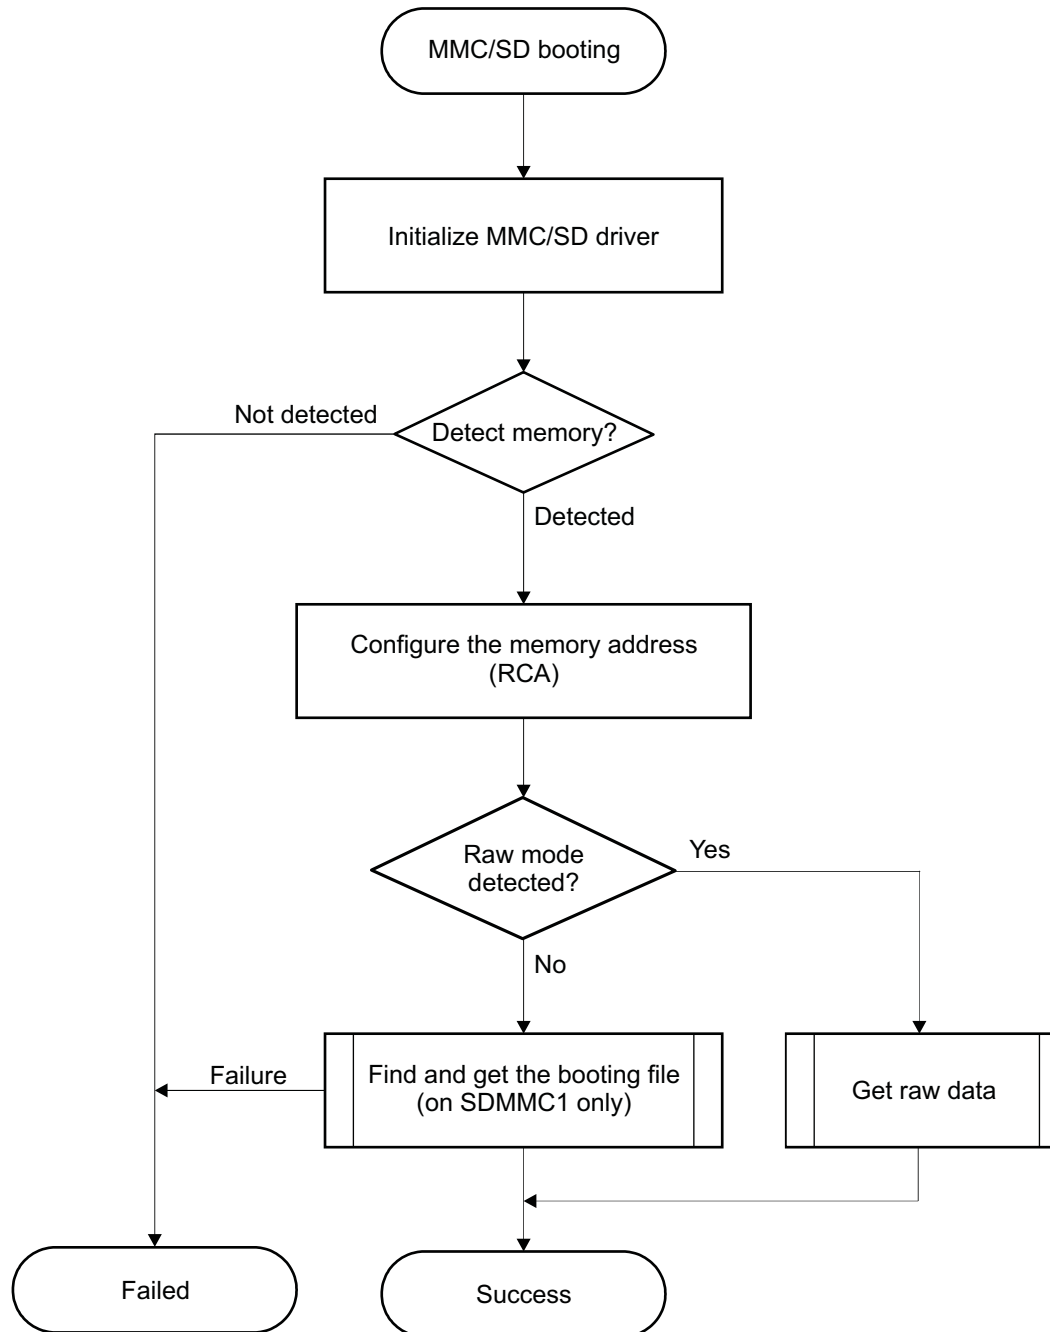 MMC/SD booting
Initialize MMC/SD driver
Not detected
Detect memory?
Detected
Configure the memory address
(RCA)
Raw mode
detected?
Yes
No
Failure
Find and get the booting file
(on SDMMC1 only)
Get raw data
Failed
Success